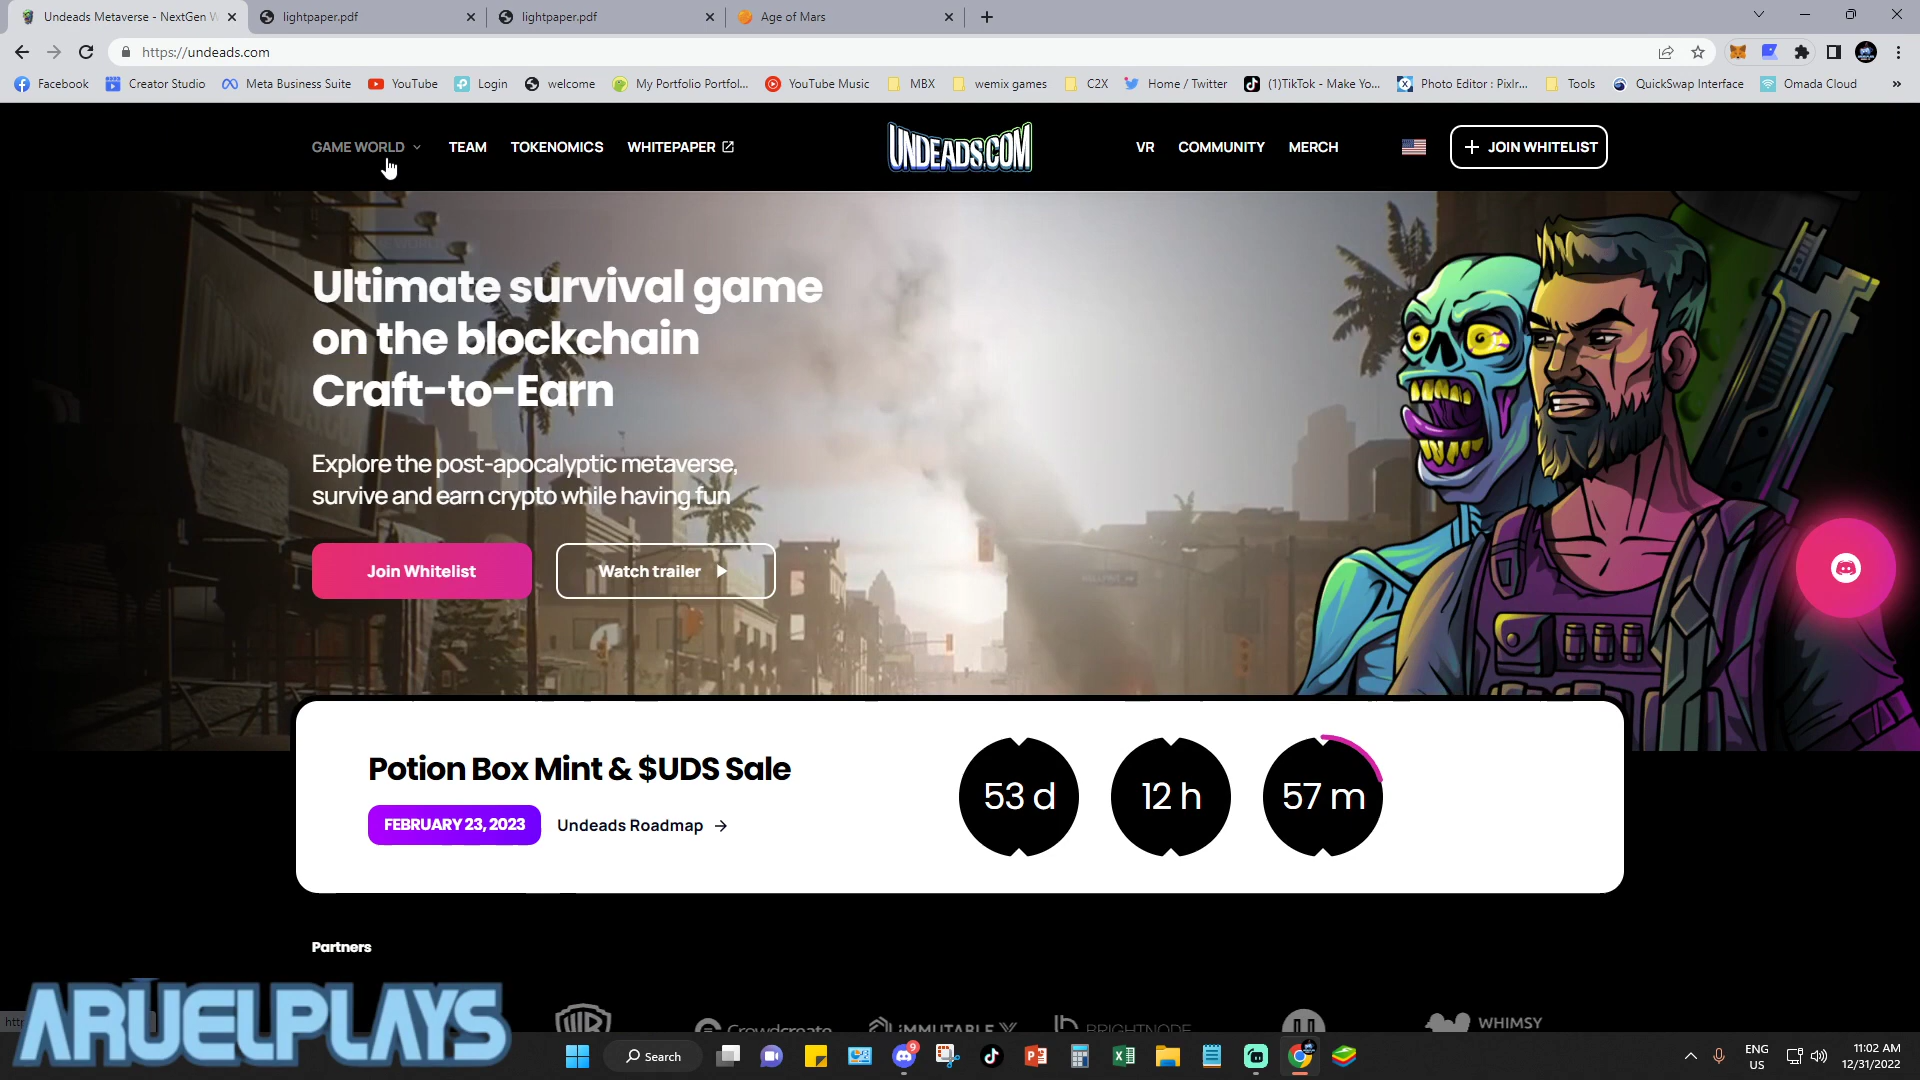 Undeads Metaverse - NextGen W
lightpaper.pdf
lightpaper.pdf
Age of Mars
https://undeads.com
Facebook
Creator Studio
Meta Business Suite
YouTube
Login
welcome
My Portfolio Portfol...
YouTube Music
MBX
wemix games
C2X
Home / Twitter
(1)TikTok - Make Yo...
Photo Editor : Pixlr...
Tools
QuickSwap Interface
Omada Cloud
GAME WORLD
TEAM
TOKENOMICS
WHITEPAPER
UNDEADS.COM
VR
COMMUNITY
MERCH
JOIN WHITELIST
Ultimate survival game
on the blockchain
Craft-to-Earn
Explore the post-apocalyptic metaverse,
survive and earn crypto while having fun
Join Whitelist
Watch trailer
Potion Box Mint & $UDS Sale
FEBRUARY 23, 2023
Undeads Roadmap →
53 d
12 h
57 m
Partners
Crowdcreate
IMMUTABLE X
BRIGHTNODE
WHIMSY
ARUELPLAYS
Search
9
ENG
US
11:02 AM
12/31/2022